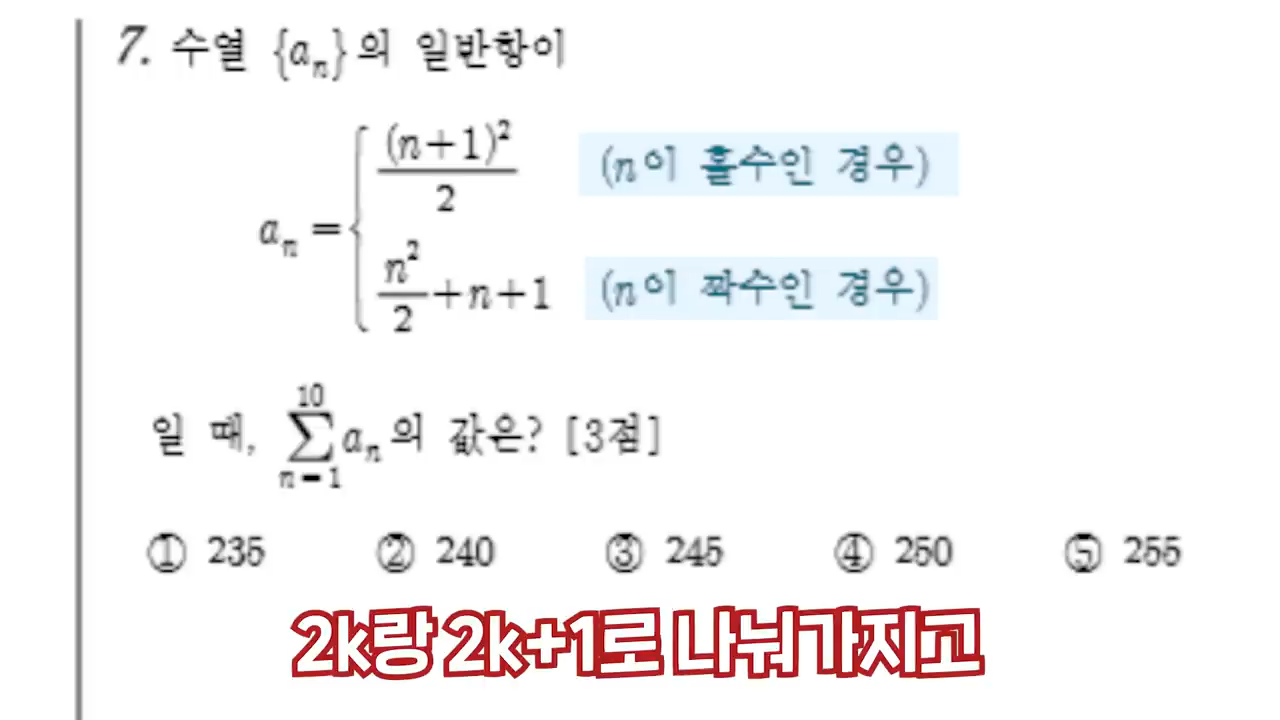 7. 수열 {aₙ}의 일반항이
aₙ = { (n+1)²/2 (n이 홀수인 경우)
n²/2 + n + 1 (n이 짝수인 경우)
일 때, ∑_{n=1}^{10} aₙ의 값은? [3점]
① 235 ② 240 ③ 245 ④ 250 ⑤ 255
2k랑 2k+1로 나눠가지고